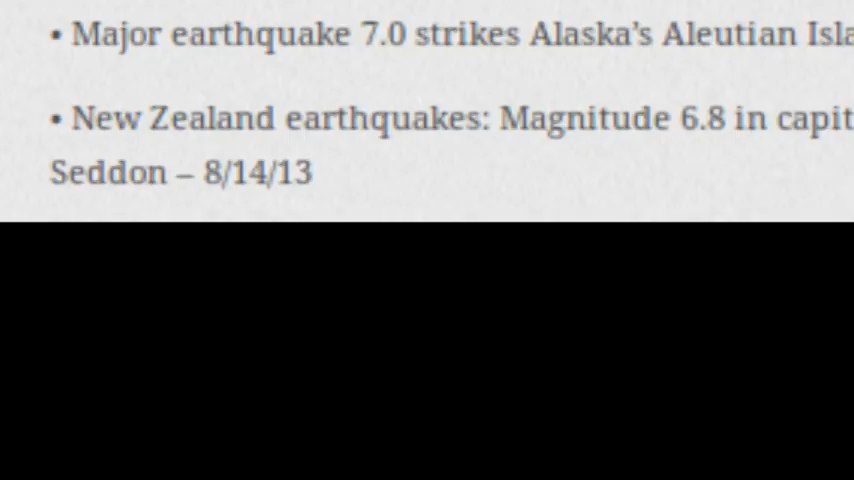 • Major earthquake 7.0 strikes Alaska’s Aleutian
• New Zealand earthquakes: Magnitude 6.8 in
Seddon – 8/14/13